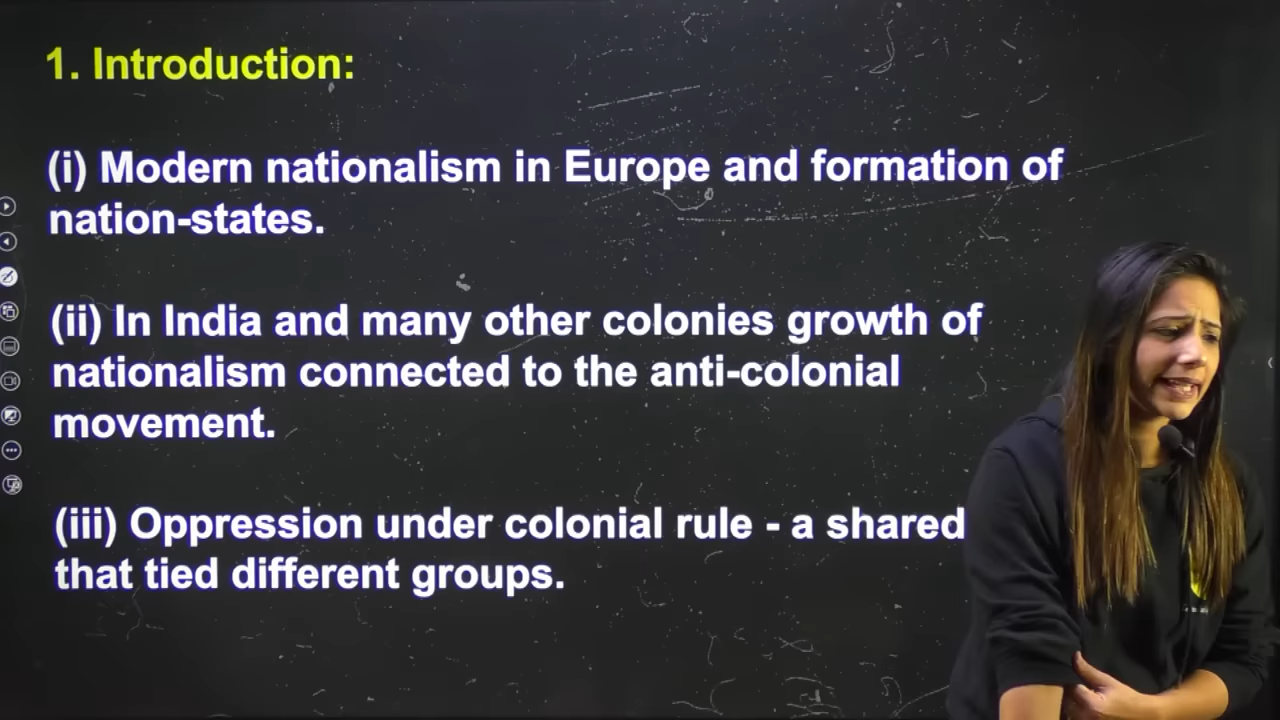 1. Introduction:
(i) Modern nationalism in Europe and formation of
nation-states.
(ii) In India and many other colonies growth of
nationalism connected to the anti-colonial
movement.
(iii) Oppression under colonial rule - a shared
that tied different groups.